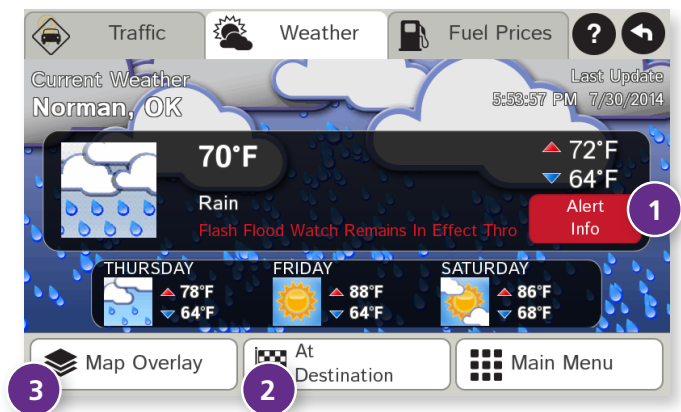 Traffic
Weather
Fuel Prices
?
Current Weather
Norman, OK
Last Update
5:53:57 PM 7/30/2014
70°F
72°F
64°F
Rain
Flash Flood Watch Remains In Effect Thro
Alert
Info
1
THURSDAY
78°F
64°F
FRIDAY
88°F
64°F
SATURDAY
86°F
68°F
Map Overlay
3
At
Destination
2
Main Menu